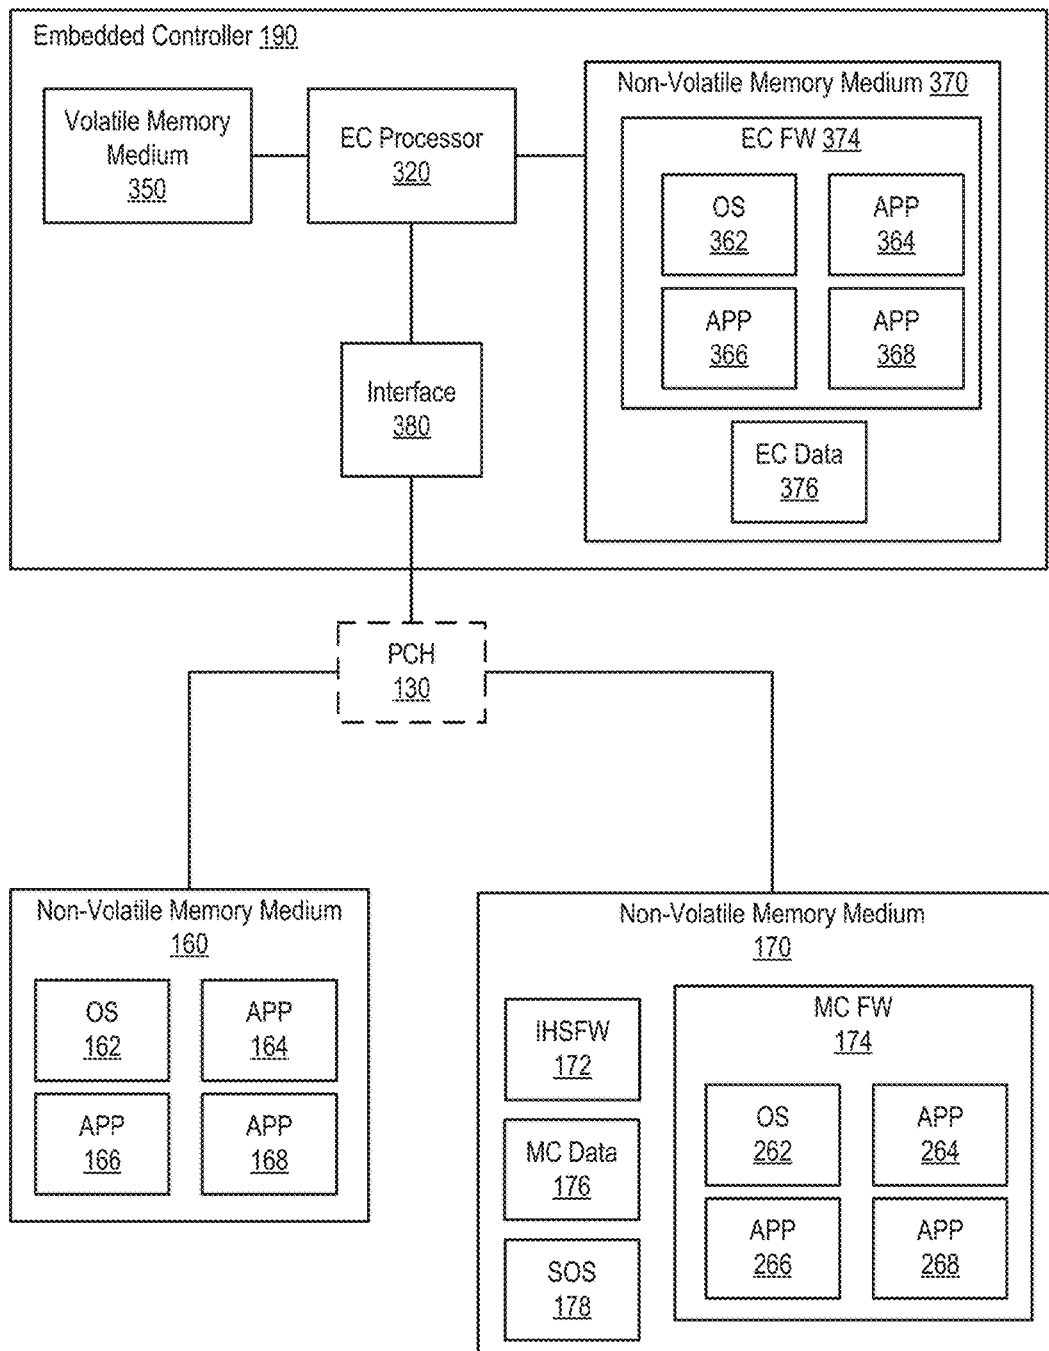 Embedded Controller 190
Volatile Memory
Medium
350
EC Processor
320
Interface
380
Non-Volatile Memory Medium 370
EC FW 374
OS
362
APP
364
APP
366
APP
368
EC Data
376
PCH
130
Non-Volatile Memory Medium
160
OS
162
APP
164
APP
166
APP
168
Non-Volatile Memory Medium
170
IHSFW
172
MC Data
176
SOS
178
MC FW
174
OS
262
APP
264
APP
266
APP
268